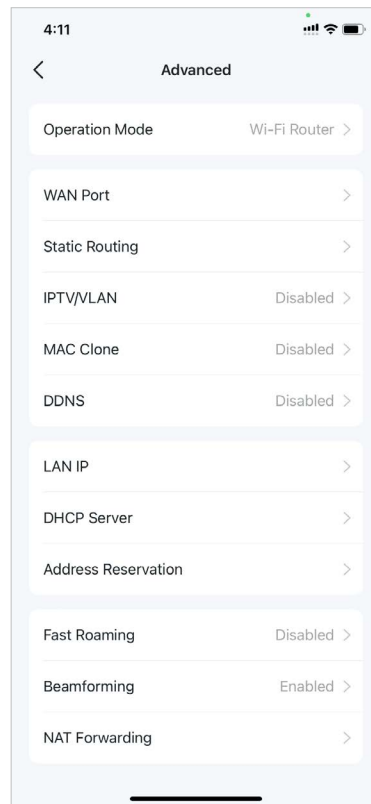 4:11
Advanced
Operation Mode Wi-Fi Router
WAN Port
Static Routing
IPTV/VLAN Disabled
MAC Clone Disabled
DDNS Disabled
LAN IP
DHCP Server
Address Reservation
Fast Roaming Disabled
Beamforming Enabled
NAT Forwarding